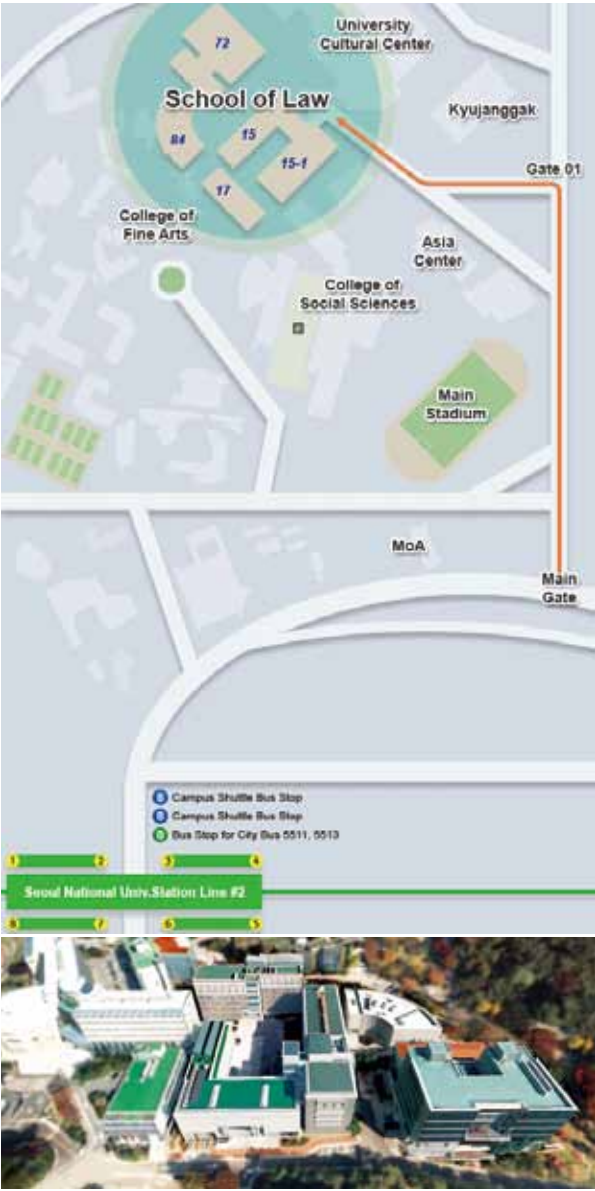 72
University
Cultural Center
School of Law
Kyujanggak
84
15
15-1
17
Gate 01
College of
Fine Arts
Asia
Center
College of
Social Sciences
Main
Stadium
MoA
Main
Gate
B Campus Shuttle Bus Stop
B Campus Shuttle Bus Stop
B Bus Stop for City Bus 5511, 5513
1 2 3 4
Seoul National Univ.Station Line #2
8 7 6 5